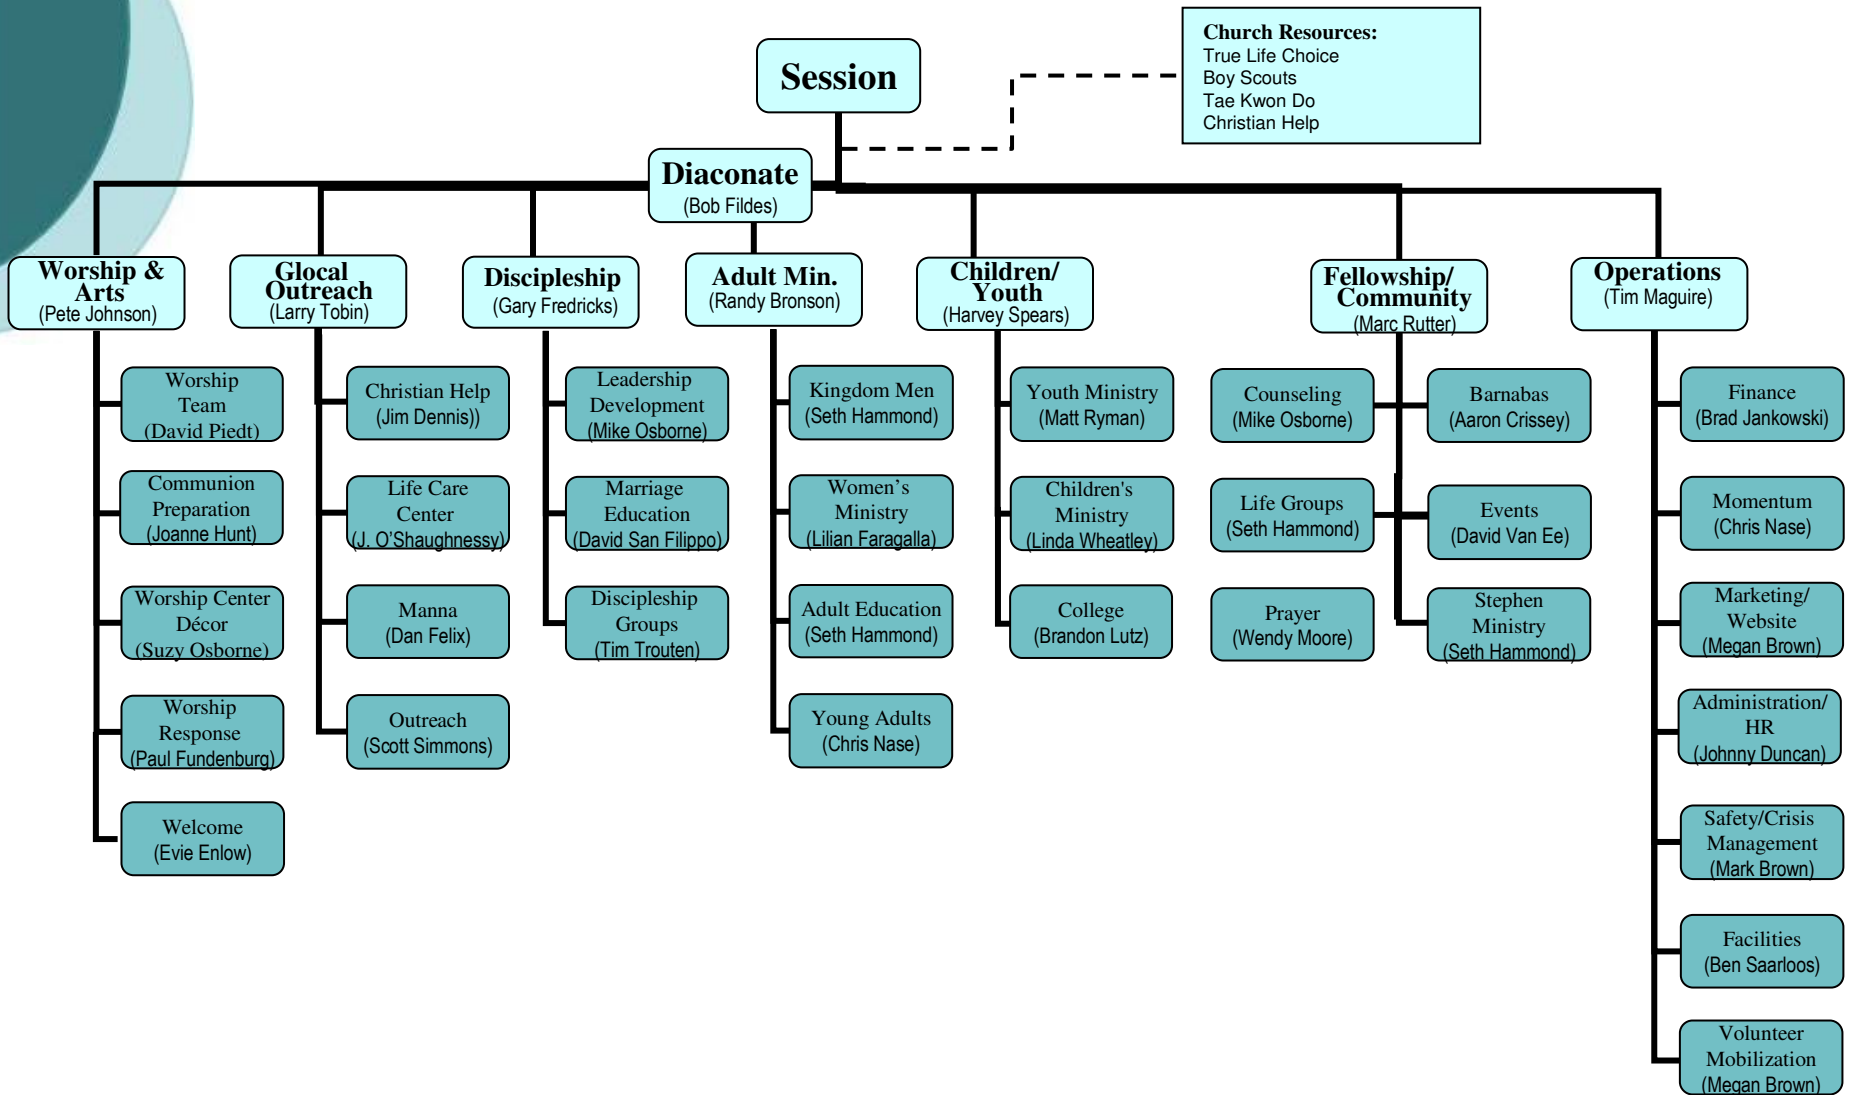 Session
Church Resources:
True Life Choice
Boy Scouts
Tae Kwon Do
Christian Help
Diaconate
(Bob Fildes)
Worship &
Arts
(Pete Johnson)
Worship
Team
(David Piedt)
Communion
Preparation
(Joanne Hunt)
Worship Center
Décor
(Suzy Osborne)
Worship
Response
(Paul Fundenburg)
Welcome
(Evie Enlow)
Glocal
Outreach
(Larry Tobin)
Christian Help
(Jim Dennis))
Life Care
Center
(J. O'Shaughnessy)
Manna
(Dan Felix)
Outreach
(Scott Simmons)
Discipleship
(Gary Fredricks)
Leadership
Development
(Mike Osborne)
Marriage
Education
(David San Filippo)
Discipleship
Groups
(Tim Trouten)
Adult Min.
(Randy Bronson)
Kingdom Men
(Seth Hammond)
Women’s
Ministry
(Lilian Faragalla)
Adult Education
(Seth Hammond)
Young Adults
(Chris Nase)
Children/
Youth
(Harvey Spears)
Youth Ministry
(Matt Ryman)
Children's
Ministry
(Linda Wheatley)
College
(Brandon Lutz)
Fellowship/
Community
(Marc Rutter)
Counseling
(Mike Osborne)
Barnabas
(Aaron Crissey)
Life Groups
(Seth Hammond)
Events
(David Van Ee)
Prayer
(Wendy Moore)
Stephen
Ministry
(Seth Hammond)
Operations
(Tim Maguire)
Finance
(Brad Jankowski)
Momentum
(Chris Nase)
Marketing/
Website
(Megan Brown)
Administration/
HR
(Johnny Duncan)
Safety/Crisis
Management
(Mark Brown)
Facilities
(Ben Saarloos)
Volunteer
Mobilization
(Megan Brown)